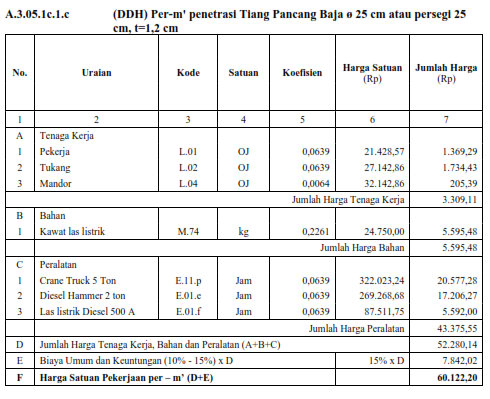 A.3.05.1c.1.c (DDH) Per-m' penetrasi Tiang Pancang Baja ø 25 cm atau persegi 25
cm, t=1,2 cm
No. Uraian Kode Satuan Koefisien Harga Satuan (Rp) Jumlah Harga (Rp)
1 2 3 4 5 6 7
A Tenaga Kerja
1 Pekerja L.01 OJ 0,0639 21.428,57 1.369,29
2 Tukang L.02 OJ 0,0639 27.142,86 1.734,43
3 Mandor L.04 OJ 0,0064 32.142,86 205,39
Jumlah Harga Tenaga Kerja 3.309,11
B Bahan
1 Kawat las listrik M.74 kg 0,2261 24.750,00 5.595,48
Jumlah Harga Bahan 5.595,48
C Peralatan
1 Crane Truck 5 Ton E.11.p Jam 0,0639 322.023,24 20.577,28
2 Diesel Hammer 2 ton E.01.e Jam 0,0639 269.268,68 17.206,27
3 Las listrik Diesel 500 A E.01.f Jam 0,0639 87.511,75 5.592,00
Jumlah Harga Peralatan 43.375,55
D Jumlah Harga Tenaga Kerja, Bahan dan Peralatan (A+B+C) 52.280,14
E Biaya Umum dan Keuntungan (10% - 15%) x D 15% x D 7.842,02
F Harga Satuan Pekerjaan per – m' (D+E) 60.122,20